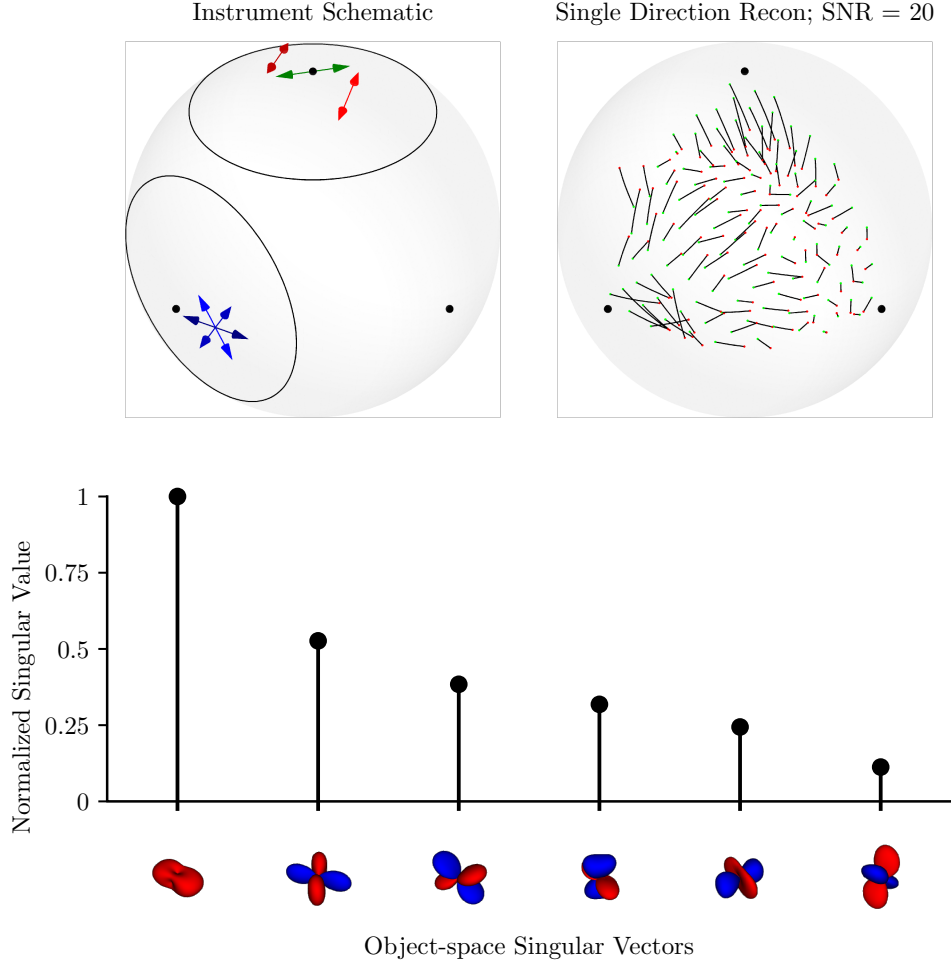 Instrument Schematic
Single Direction Recon; SNR = 20
Normalized Singular Value
1
0.75
0.5
0.25
0
Object-space Singular Vectors